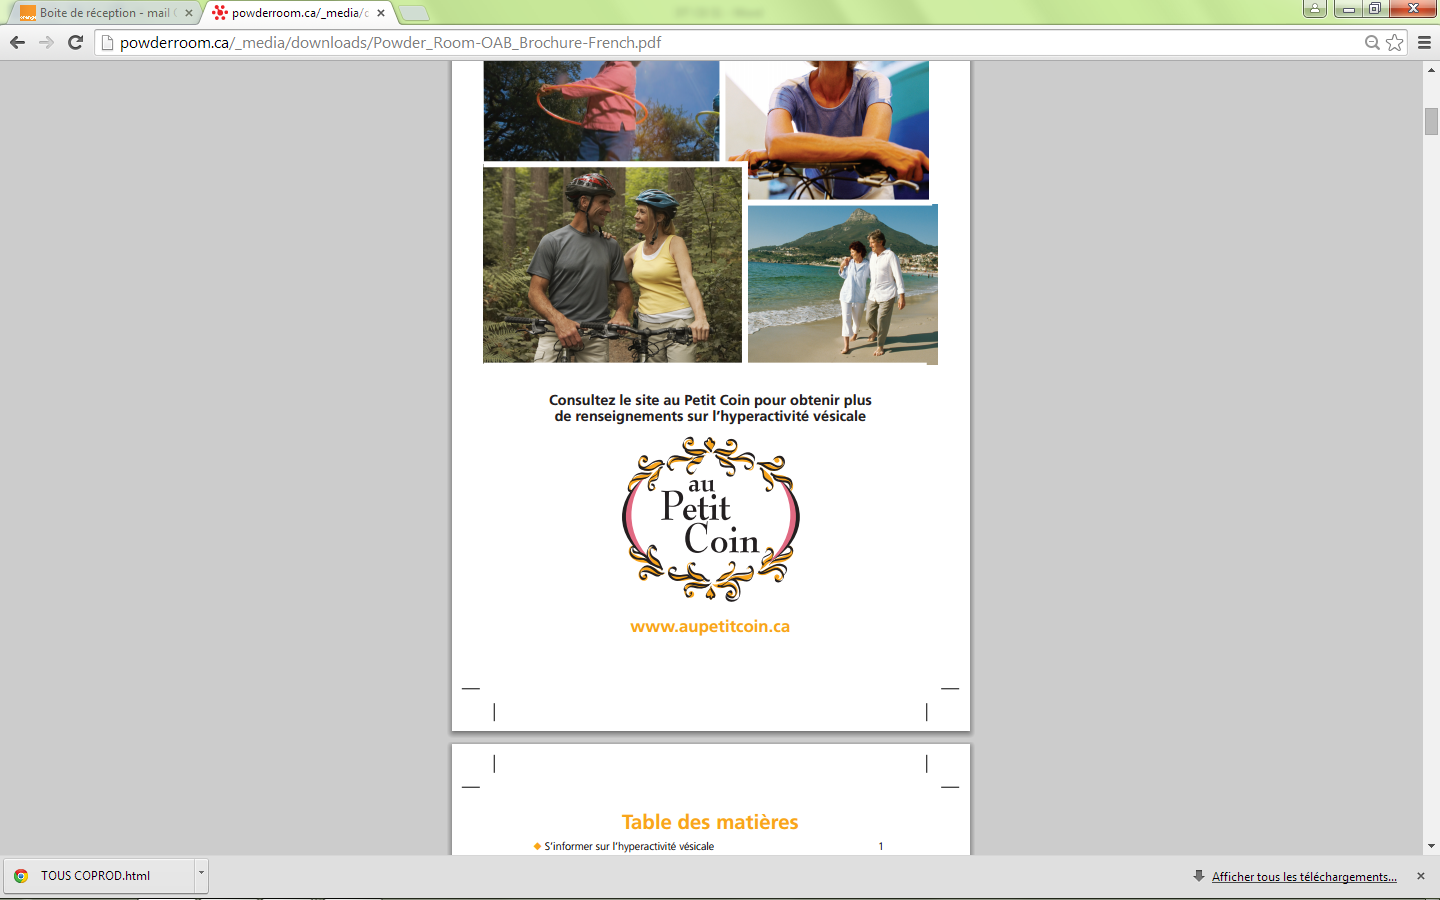 Boite de réception - mail
powderroom.ca/_media/
powderroom.ca/_media/downloads/Powder_Room-OAB_Brochure-French.pdf
Consultez le site au Petit Coin pour obtenir plus
de renseignements sur l'hyperactivité vésicale
au
Petit
Coin
www.aupetitcoin.ca
Table des matières
S'informer sur l'hyperactivité vésicale 1
TOUS COPROD.html
Afficher tous les téléchargements...